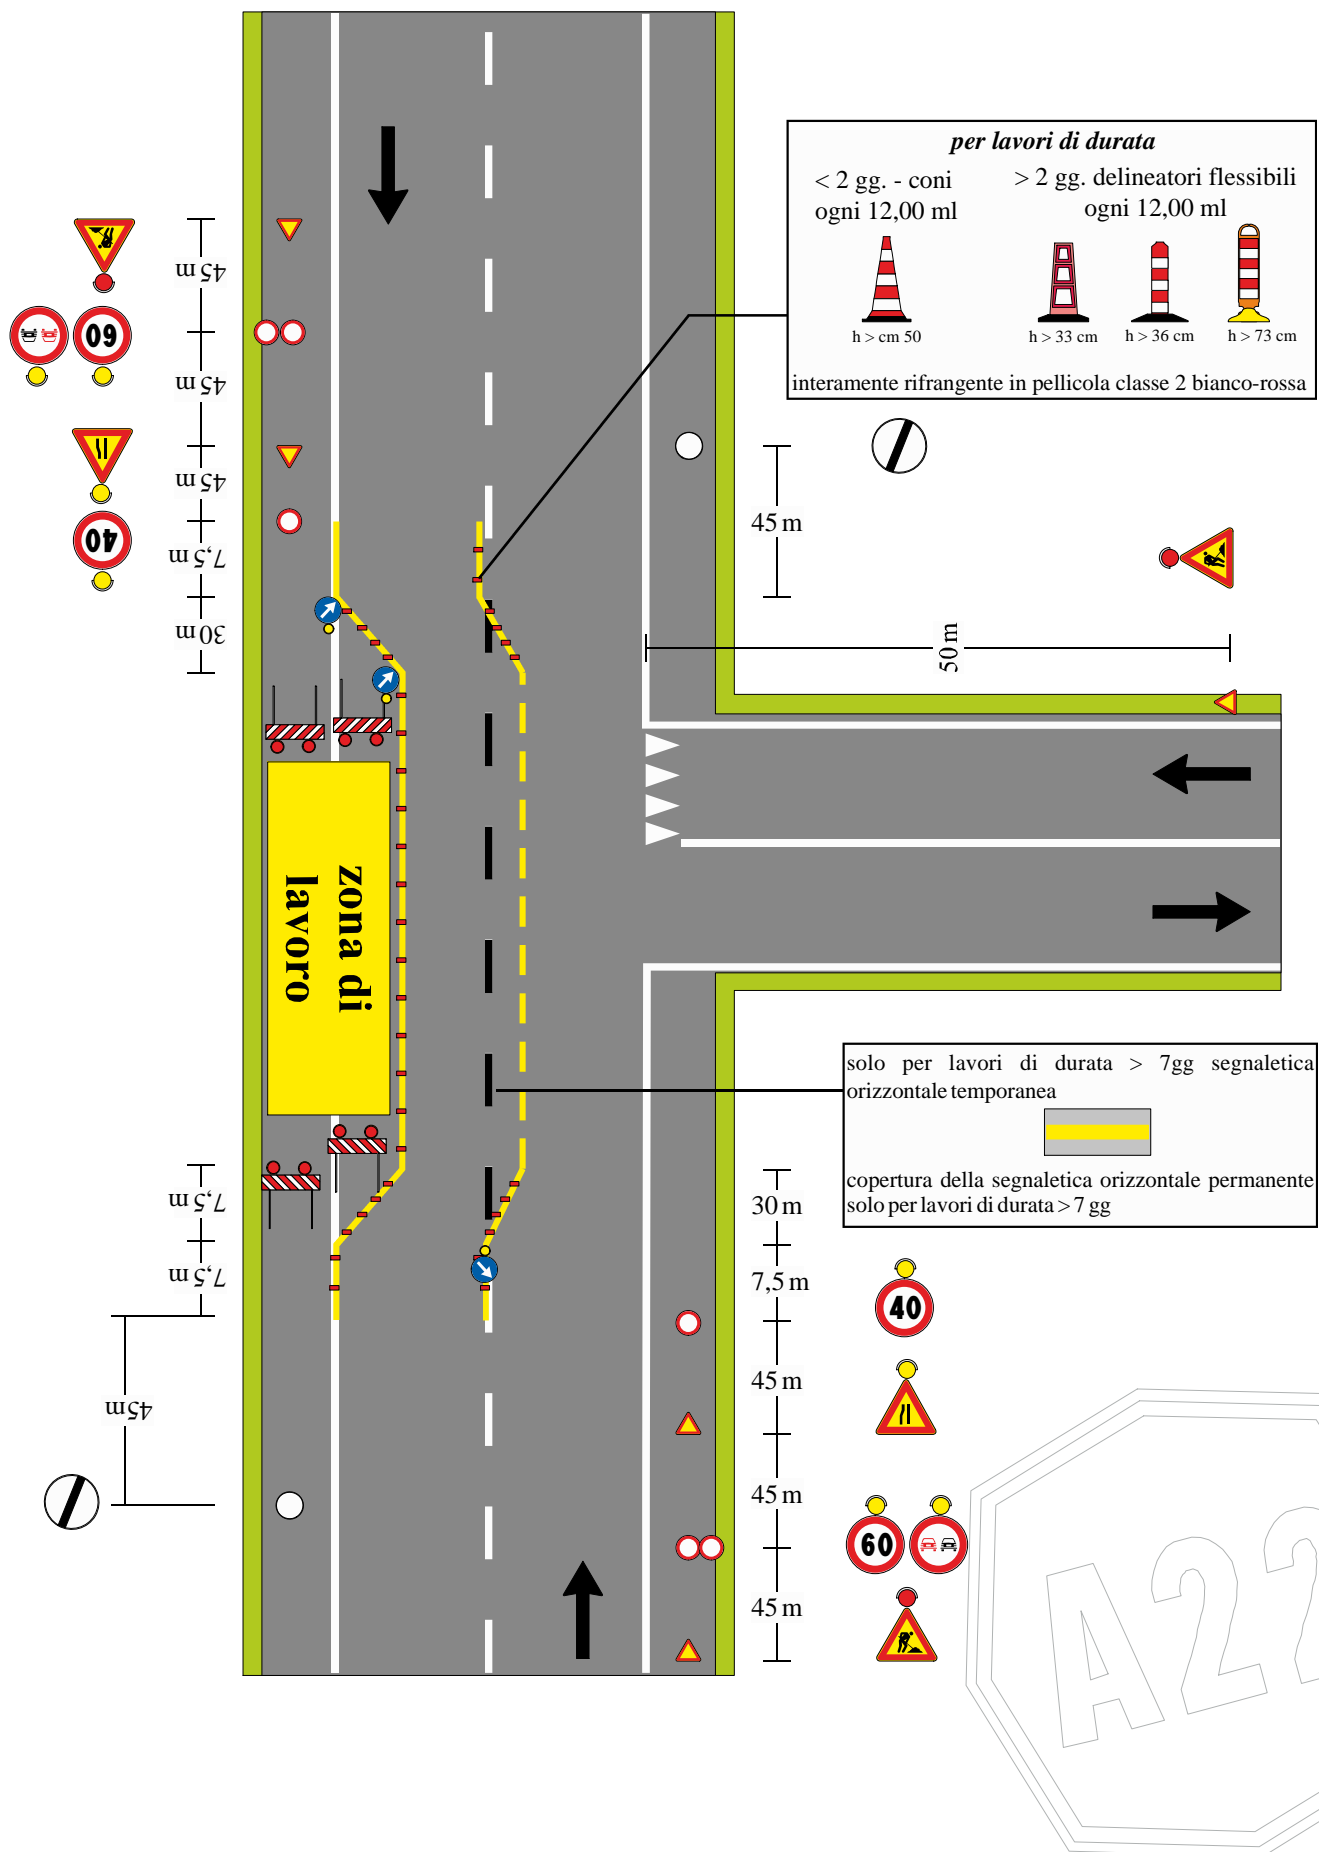 per lavori di durata
< 2 gg. - coni
ogni 12,00 ml
> 2 gg. delineatori flessibili
ogni 12,00 ml
h > cm 50
h > 33 cm
h > 36 cm
h > 73 cm
interamente rifrangente in pellicola classe 2 bianco-rossa
45 m
60
45 m
45 m
40
7,5 m
30 m
45 m
50 m
zona di
lavoro
solo per lavori di durata > 7gg segnaletica
orizzontale temporanea
copertura della segnaletica orizzontale permanente
solo per lavori di durata > 7 gg
7,5 m
7,5 m
45m
30 m
7,5 m
40
45 m
45 m
60
45 m
A22